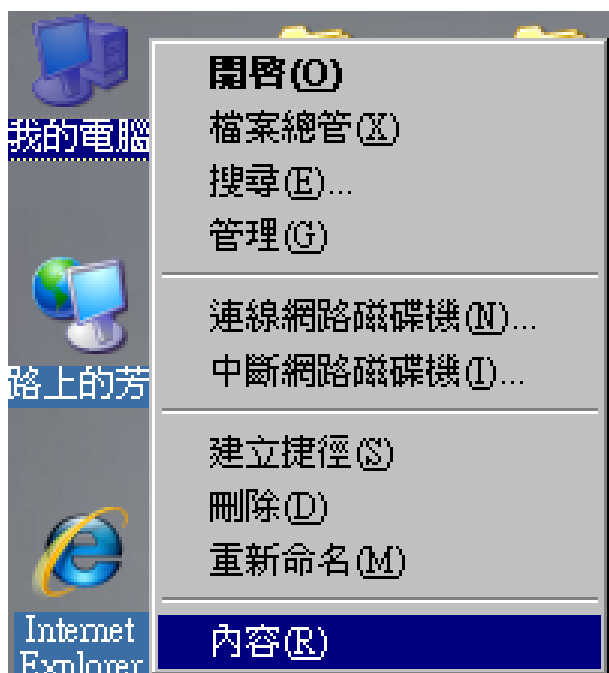 我的電腦
路上的芳
Internet
Explorer
開啓(O)
檔案總管(X)
搜尋(E)...
管理(G)
連線網路磁碟機(N)...
中斷網路磁碟機(I)...
建立捷徑(S)
刪除(D)
重新命名(M)
內容(R)